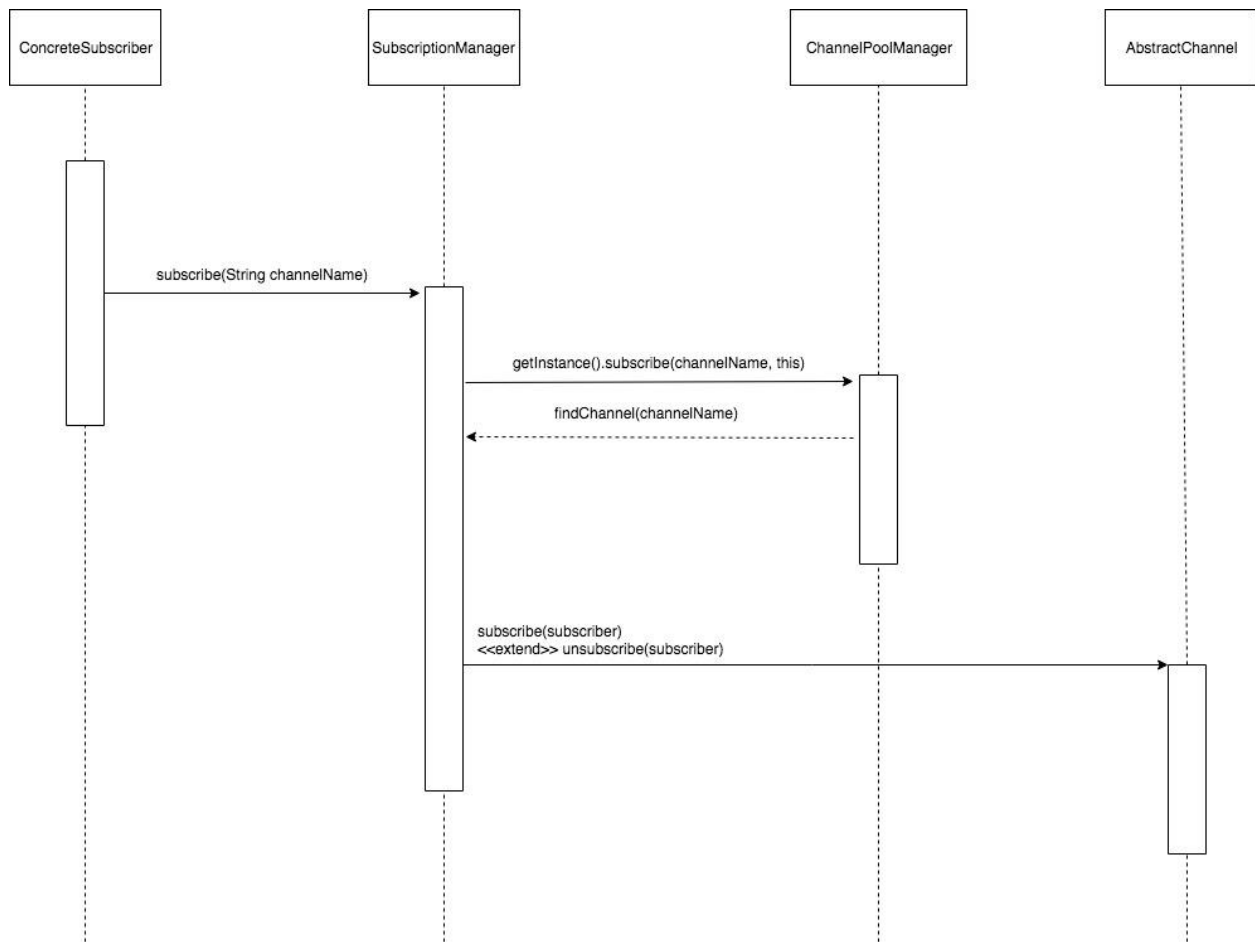 ConcreteSubscriber
SubscriptionManager
ChannelPoolManager
AbstractChannel
subscribe(String channelName)
getInstance().subscribe(channelName, this)
findChannel(channelName)
subscribe(subscriber)
<<extend>> unsubscribe(subscriber)